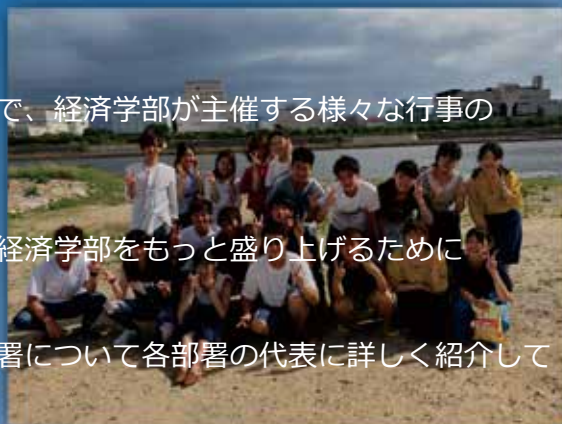 で、経済学部が主催する様々な行事の
経済学部をもっと盛り上げるために
署について各部署の代表に詳しく紹介して